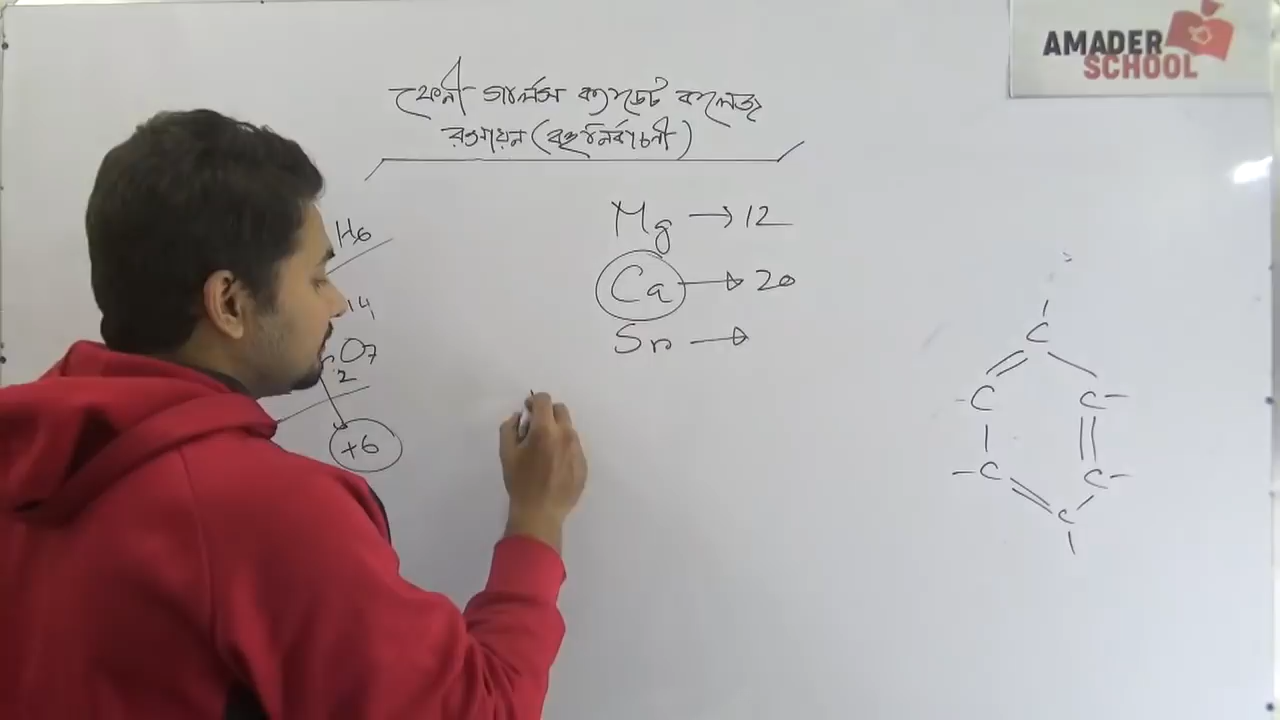 AMADER
SCHOOL
ফেনী গার্লস ক্যাডেট কলেজ
রসায়ন (বহুনির্বাচনী)
H6
14
O7
2
+6
Mg → 12
Ca → 20
Sn →
C
C C
C C
C